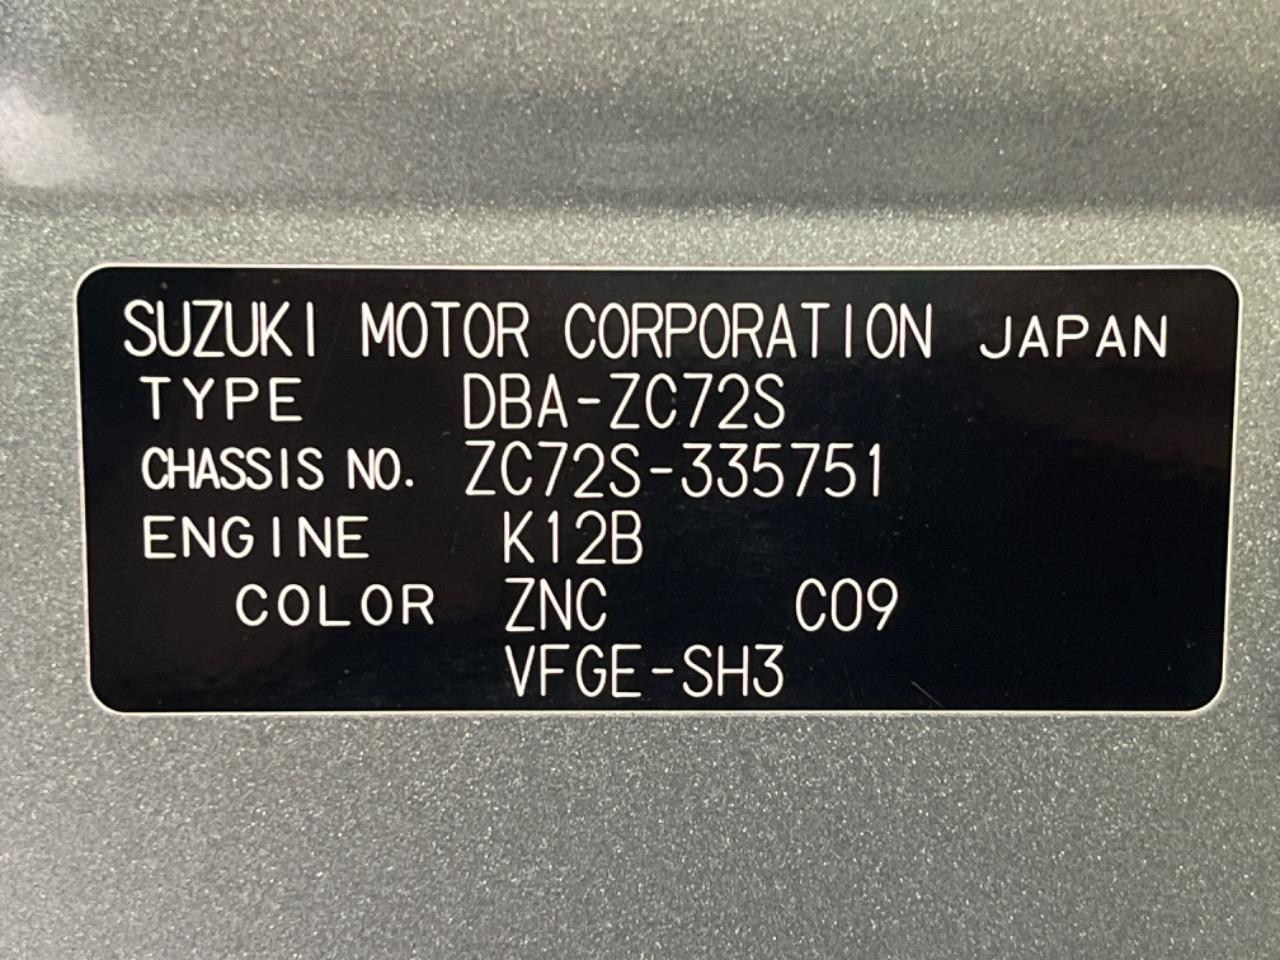 SUZUKI MOTOR CORPORATION JAPAN
TYPE DBA-ZC72S
CHASSIS NO. ZC72S-335751
ENGINE K12B
COLOR ZNC C09
VFGE-SH3